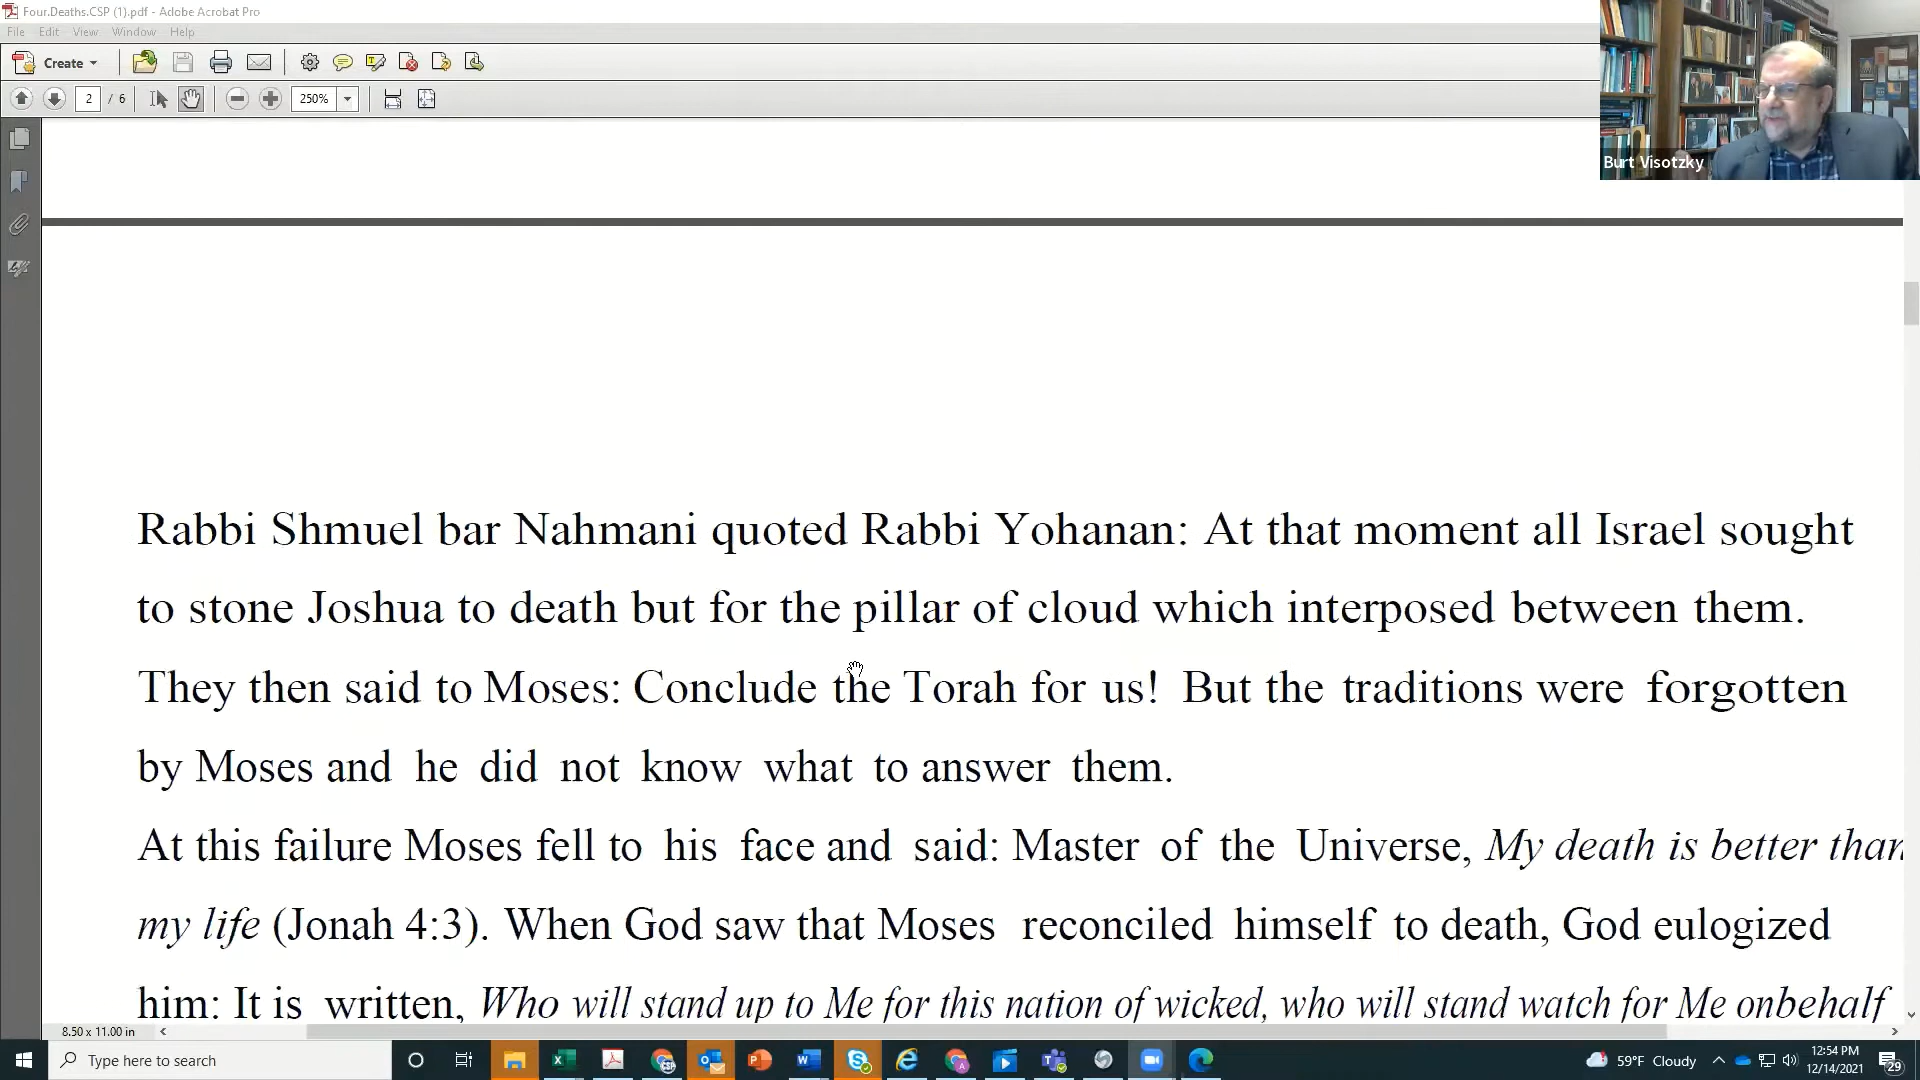 Four.Deaths.CSP (1).pdf - Adobe Acrobat Pro
File Edit View Window Help
Create
2 / 6
250%
Burt Visotzky
Rabbi Shmuel bar Nahmani quoted Rabbi Yohanan: At that moment all Israel sought
to stone Joshua to death but for the pillar of cloud which interposed between them.
They then said to Moses: Conclude the Torah for us! But the traditions were forgotten
by Moses and he did not know what to answer them.
At this failure Moses fell to his face and said: Master of the Universe, My death is better than
my life (Jonah 4:3). When God saw that Moses reconciled himself to death, God eulogized
him: It is written, Who will stand up to Me for this nation of wicked, who will stand watch for Me onbehalf
8.50 x 11.00 in
Type here to search
59°F Cloudy
12:54 PM
12/14/2021
29